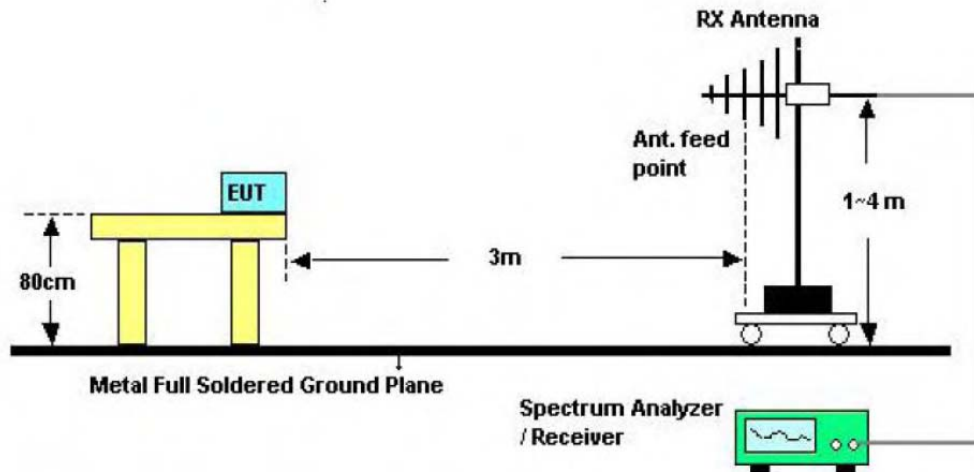 RX Antenna
Ant. feed
point
EUT
1~4 m
3m
80cm
Metal Full Soldered Ground Plane
Spectrum Analyzer
/ Receiver